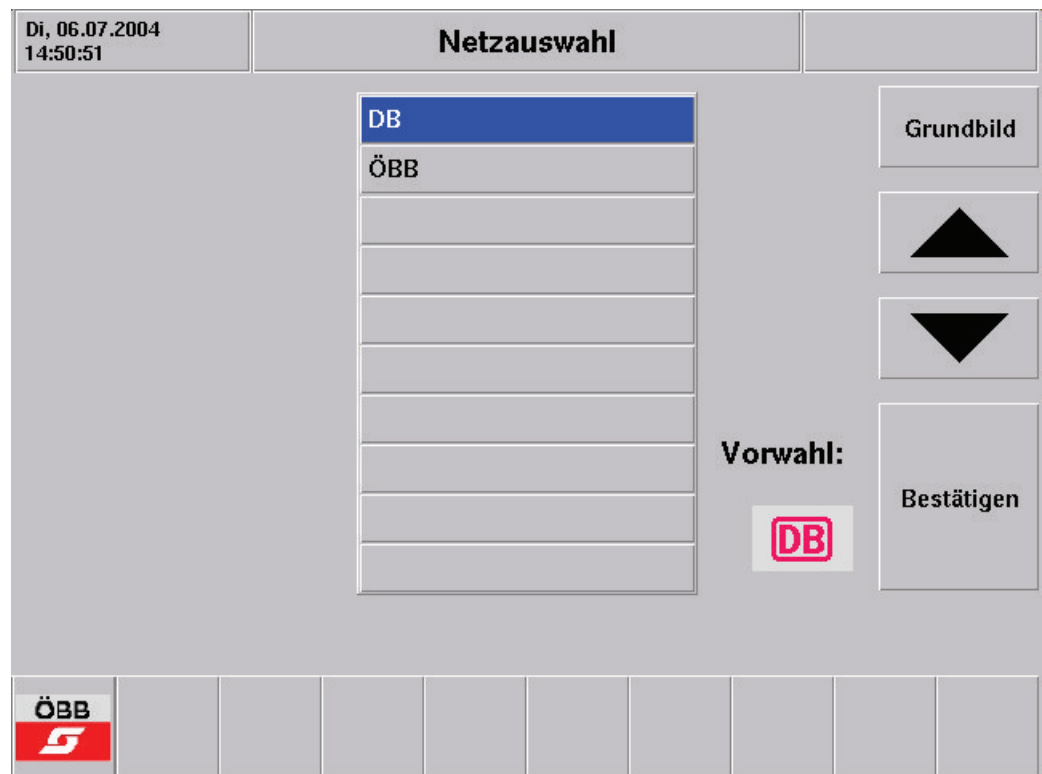 Di, 06.07.2004
14:50:51
Netzauswahl
DB
ÖBB
Grundbild
Vorwahl:
DB
Bestätigen
ÖBB